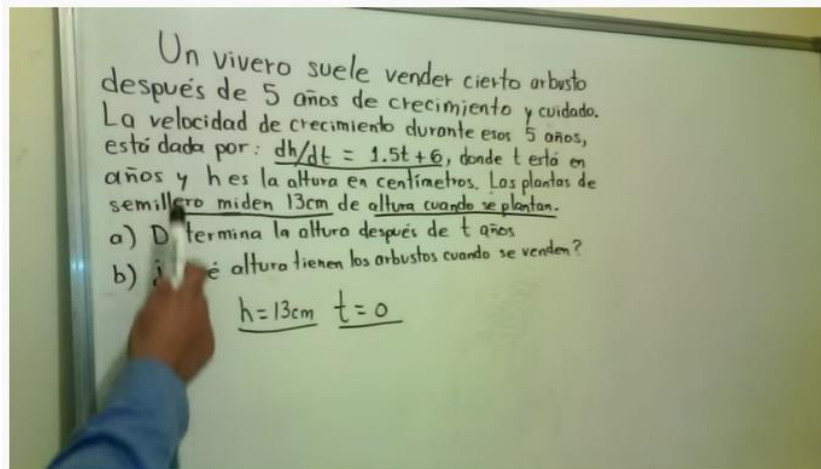 Un vivero suele vender cierto arbusto
después de 5 años de crecimiento y cuidado.
La velocidad de crecimiento durante esos 5 años,
está dada por: dh/dt = 1.5t+6, donde t está en
años y h es la altura en centímetros. Las plantas de
semillero miden 13cm de altura cuando se plantan.
a) D termina la altura después de t años
b) ¿ é altura tienen los arbustos cuando se venden?
h=13cm t=0